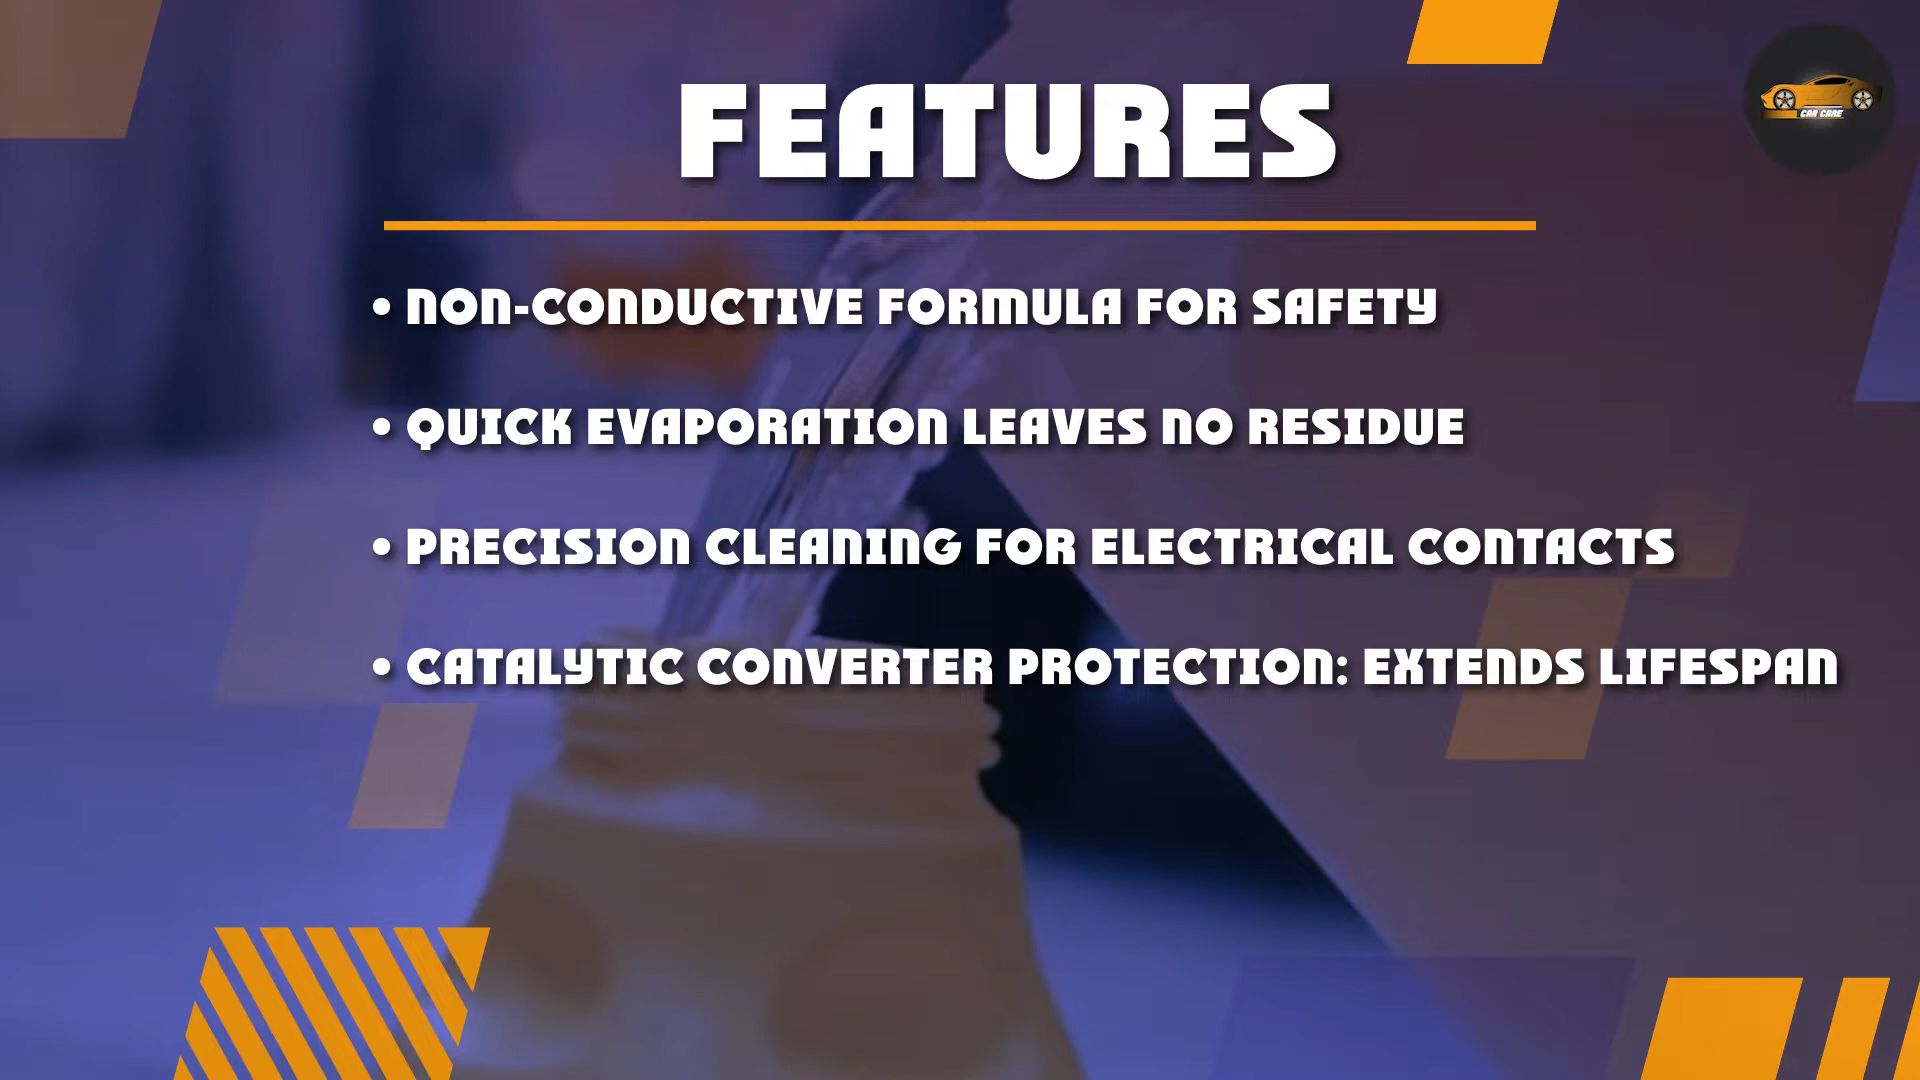 FEATURES
CAR CARE
• NON-CONDUCTIVE FORMULA FOR SAFETY
• QUICK EVAPORATION LEAVES NO RESIDUE
• PRECISION CLEANING FOR ELECTRICAL CONTACTS
• CATALYTIC CONVERTER PROTECTION: EXTENDS LIFESPAN